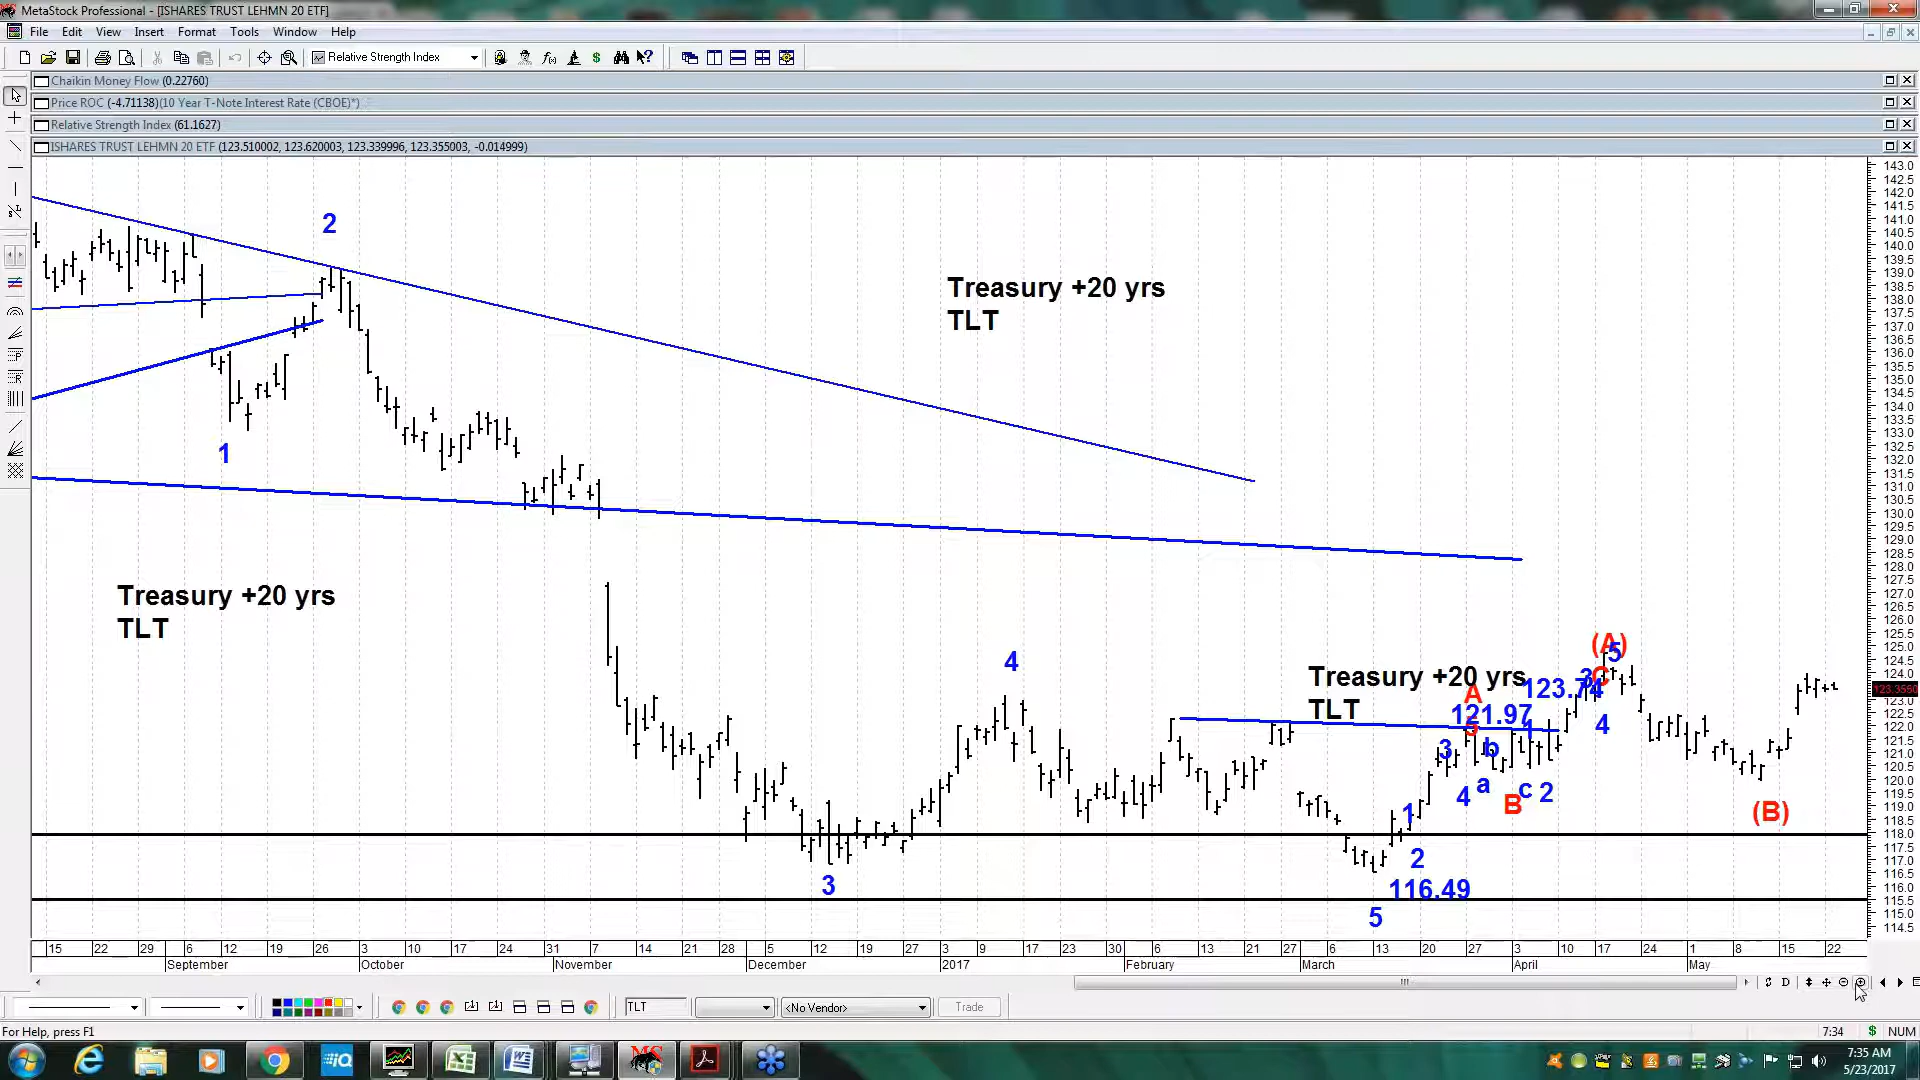 MetaStock Professional - [ISHARES TRUST LEHMN 20 ETF]
File Edit View Insert Format Tools Window Help
Relative Strength Index
Chaikin Money Flow (0.22760)
Price ROC (-4.71138)(10 Year T-Note Interest Rate (CBOE)*)
Relative Strength Index (61.1627)
ISHARES TRUST LEHMN 20 ETF (123.510002, 123.620003, 123.339996, 123.355003, -0.014999)
143.0
142.5
142.0
141.5
141.0
140.5
140.0
139.5
139.0
138.5
138.0
137.5
137.0
136.5
136.0
135.5
135.0
134.5
134.0
133.5
133.0
132.5
132.0
131.5
131.0
130.5
130.0
129.5
129.0
128.5
128.0
127.5
127.0
126.5
126.0
125.5
125.0
124.5
124.0
123.3550
122.5
122.0
121.5
121.0
120.5
120.0
119.5
119.0
118.5
118.0
117.5
117.0
116.5
116.0
115.5
115.0
114.5
2
Treasury +20 yrs
TLT
1
Treasury +20 yrs
TLT
3
4
Treasury +20 yrs
TLT
A
121.97
5
123.74
(A)
5
3
C
4
1
3
b
a
4
B
c
2
1
2
116.49
5
(B)
15 22 29 6 12 19 26 3 10 17 24 31 7 14 21 28 5 12 19 27 3 9 17 23 30 6 13 21 27 6 13 20 27 3 10 17 24 1 8 15 22
September October November December 2017 February March April May
D
TLT
<No Vendor>
Trade
For Help, press F1
7:34
$
NUM
7:35 AM
5/23/2017